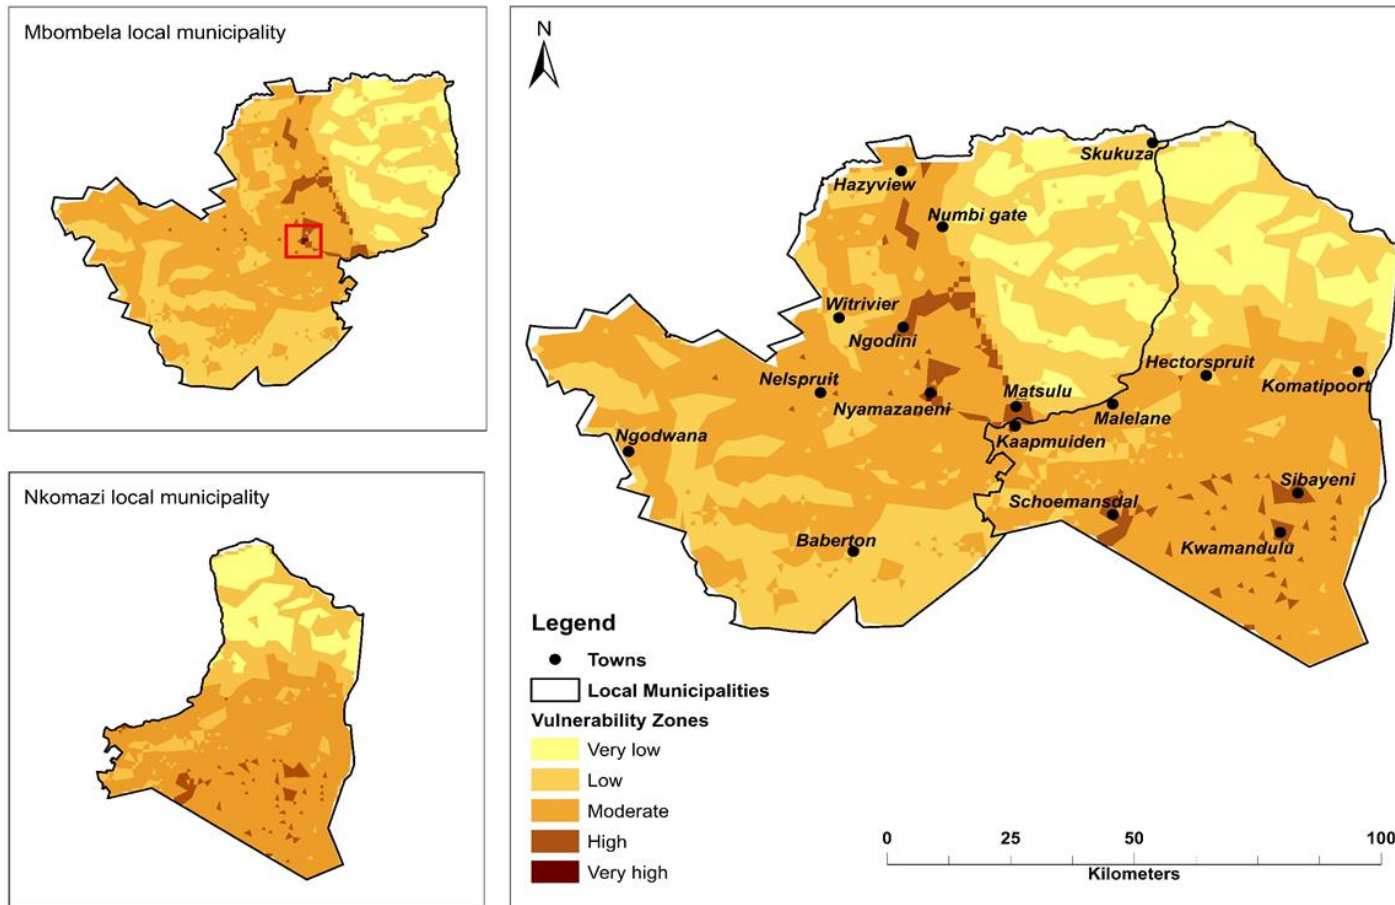 Mbombela local municipality
Nkomazi local municipality
N
Skukuza
Hazyview
Numbi gate
Witrivier
Ngodini
Hectorspruit
Nelspruit
Komatipoort
Nyamazaneni
Matsulu
Malelane
Kaapmuiden
Ngodwana
Sibayeni
Schoemansdal
Baberton
Kwamandulu
Legend
Towns
Local Municipalities
Vulnerability Zones
Very low
Low
Moderate
High
Very high
0 25 50 100
Kilometers